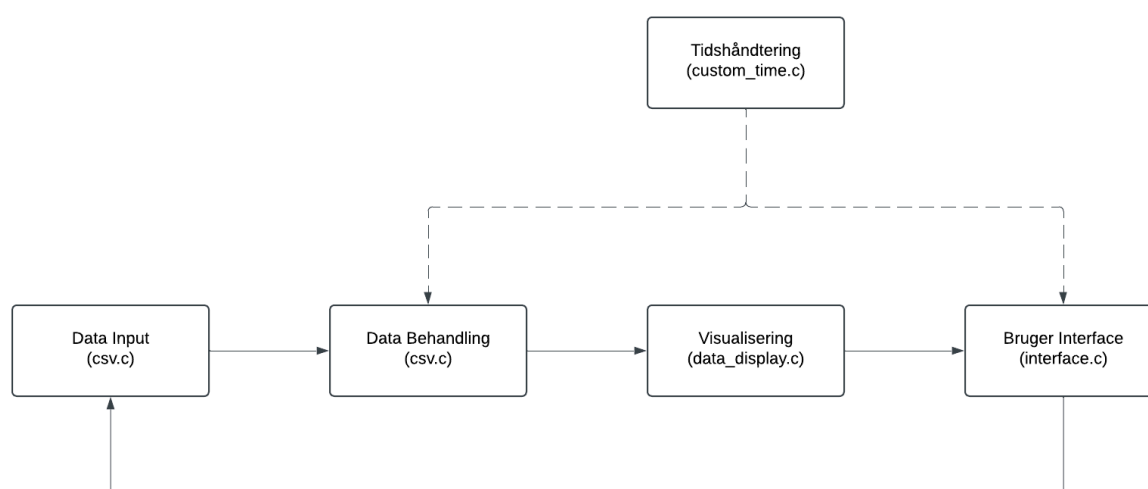 Tidshåndtering
(custom_time.c)
Data Input
(csv.c)
Data Behandling
(csv.c)
Visualisering
(data_display.c)
Bruger Interface
(interface.c)